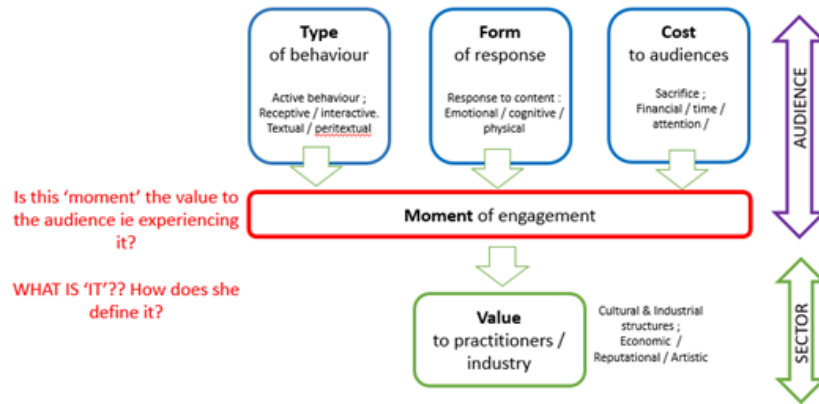 Type
of behaviour
Active behaviour ;
Receptive / interactive.
Textual / peritextual
Form
of response
Response to content :
Emotional / cognitive /
physical
Cost
to audiences
Sacrifice ;
Financial / time /
attention /
AUDIENCE
Is this ‘moment’ the value to
the audience ie experiencing
it?
Moment of engagement
WHAT IS ‘IT’?? How does she
define it?
Value
to practitioners /
industry
Cultural & Industrial
structures ;
Economic /
Reputational / Artistic
SECTOR